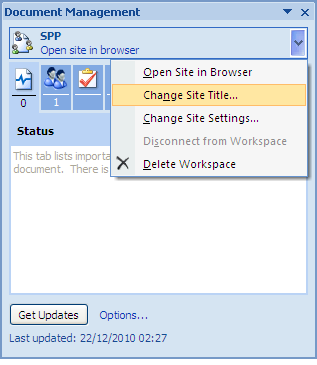 Document Management
SPP
Open site in browser
Open Site in Browser
Change Site Title...
Change Site Settings...
Disconnect from Workspace
Delete Workspace
0
1
Status
This tab lists importa
document. There is
Get Updates
Options...
Last updated: 22/12/2010 02:27